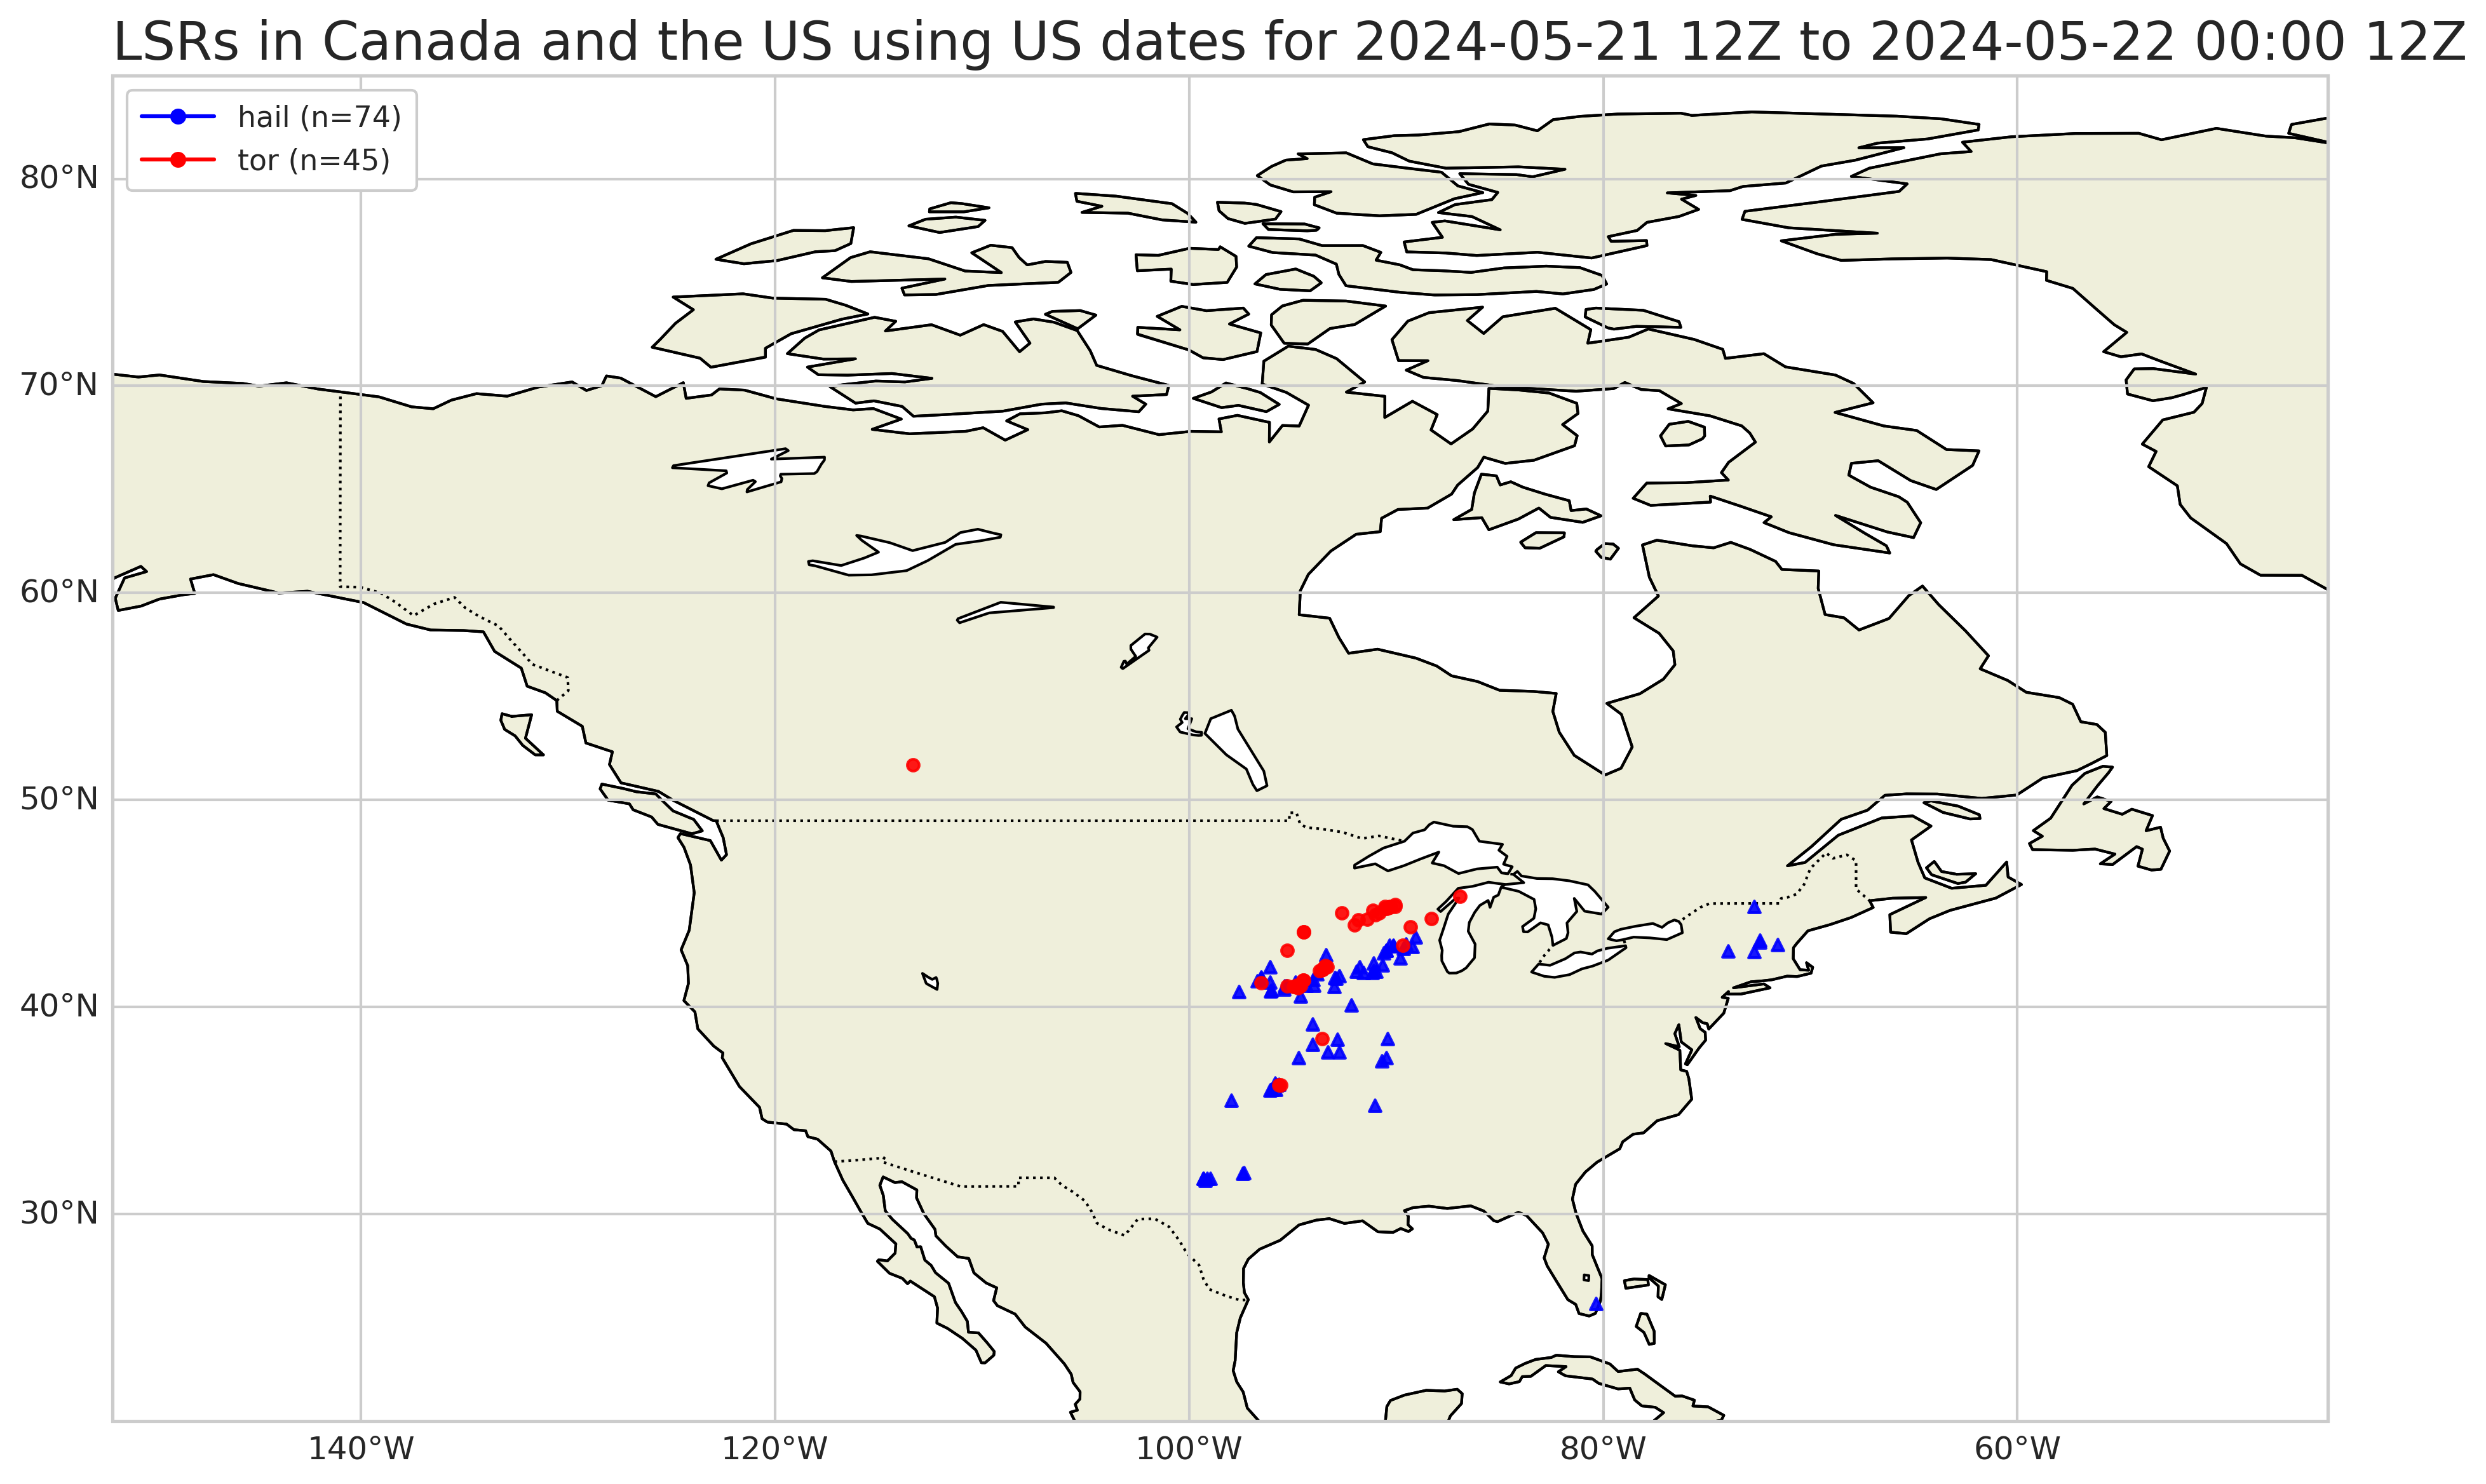 LSRs in Canada and the US using US dates for 2024-05-21 12Z to 2024-05-22 00:00 12Z
hail (n=74)
tor (n=45)
80°N
70°N
60°N
50°N
40°N
30°N
140°W
120°W
100°W
80°W
60°W